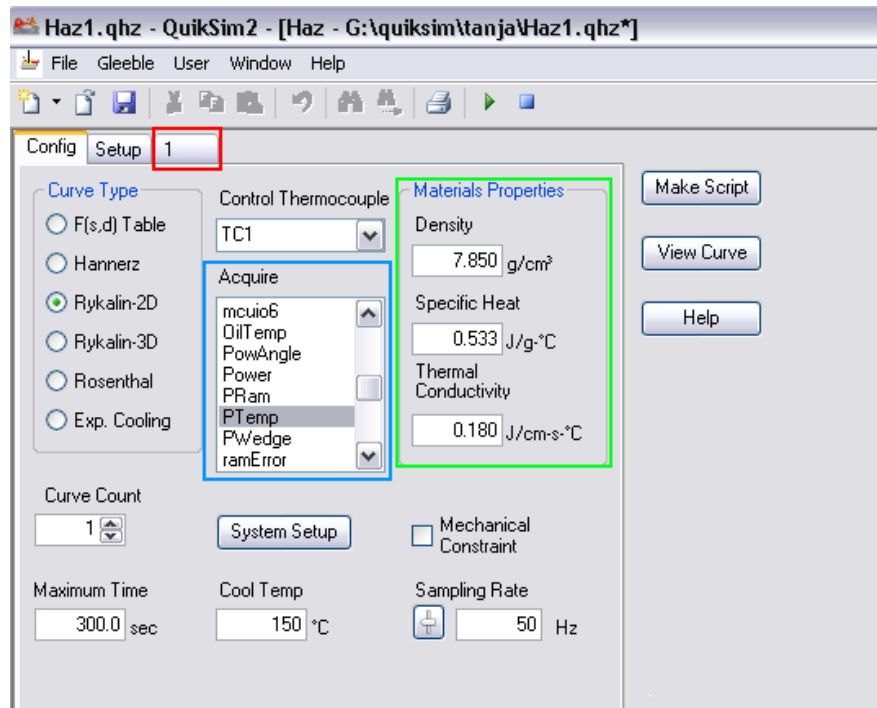 Haz1.qhz - QuikSim2 - [Haz - G:\quiksim\tanja\Haz1.qhz*]
File Gleeble User Window Help
Config Setup 1
Curve Type
F(s,d) Table
Hannerz
Rykalin-2D
Rykalin-3D
Rosenthal
Exp. Cooling
Control Thermocouple
TC1
Acquire
mcuio6
OilTemp
PowAngle
Power
PRam
PTemp
PWedge
ramError
Materials Properties
Density
7.850 g/cm³
Specific Heat
0.533 J/g-°C
Thermal
Conductivity
0.180 J/cm-s-°C
Make Script
View Curve
Help
Curve Count
1
System Setup
Mechanical
Constraint
Maximum Time
300.0 sec
Cool Temp
150 °C
Sampling Rate
50 Hz